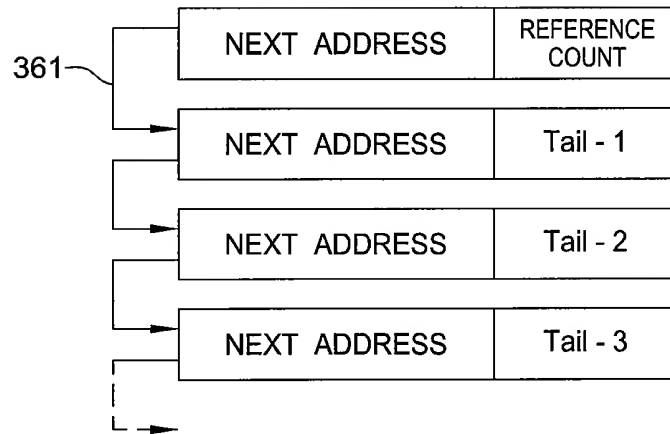 361
NEXT ADDRESS
REFERENCE
COUNT
NEXT ADDRESS
Tail - 1
NEXT ADDRESS
Tail - 2
NEXT ADDRESS
Tail - 3